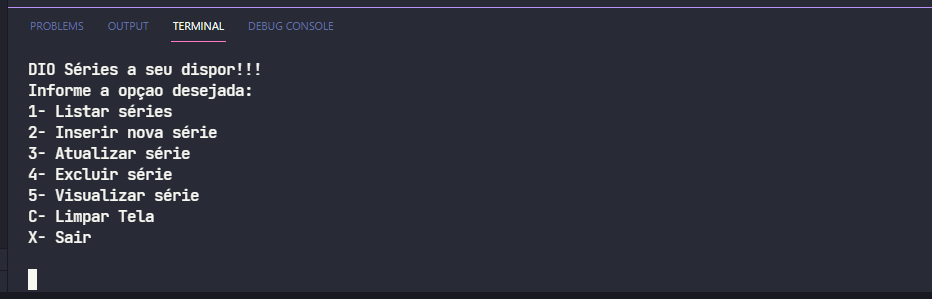 PROBLEMS OUTPUT TERMINAL DEBUG CONSOLE
DIO Séries a seu dispor!!!
Informe a opçao desejada:
1- Listar séries
2- Inserir nova série
3- Atualizar série
4- Excluir série
5- Visualizar série
C- Limpar Tela
X- Sair